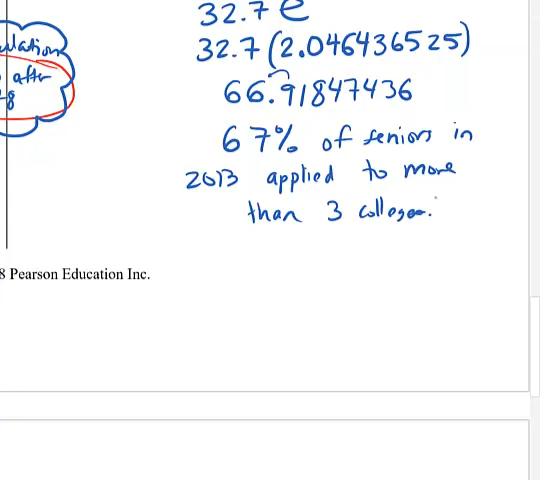 32.7 e
32.7 (2.046436525)
66.91847436
67% of seniors in
2013 applied to more
than 3 colleges.
after
8 Pearson Education Inc.